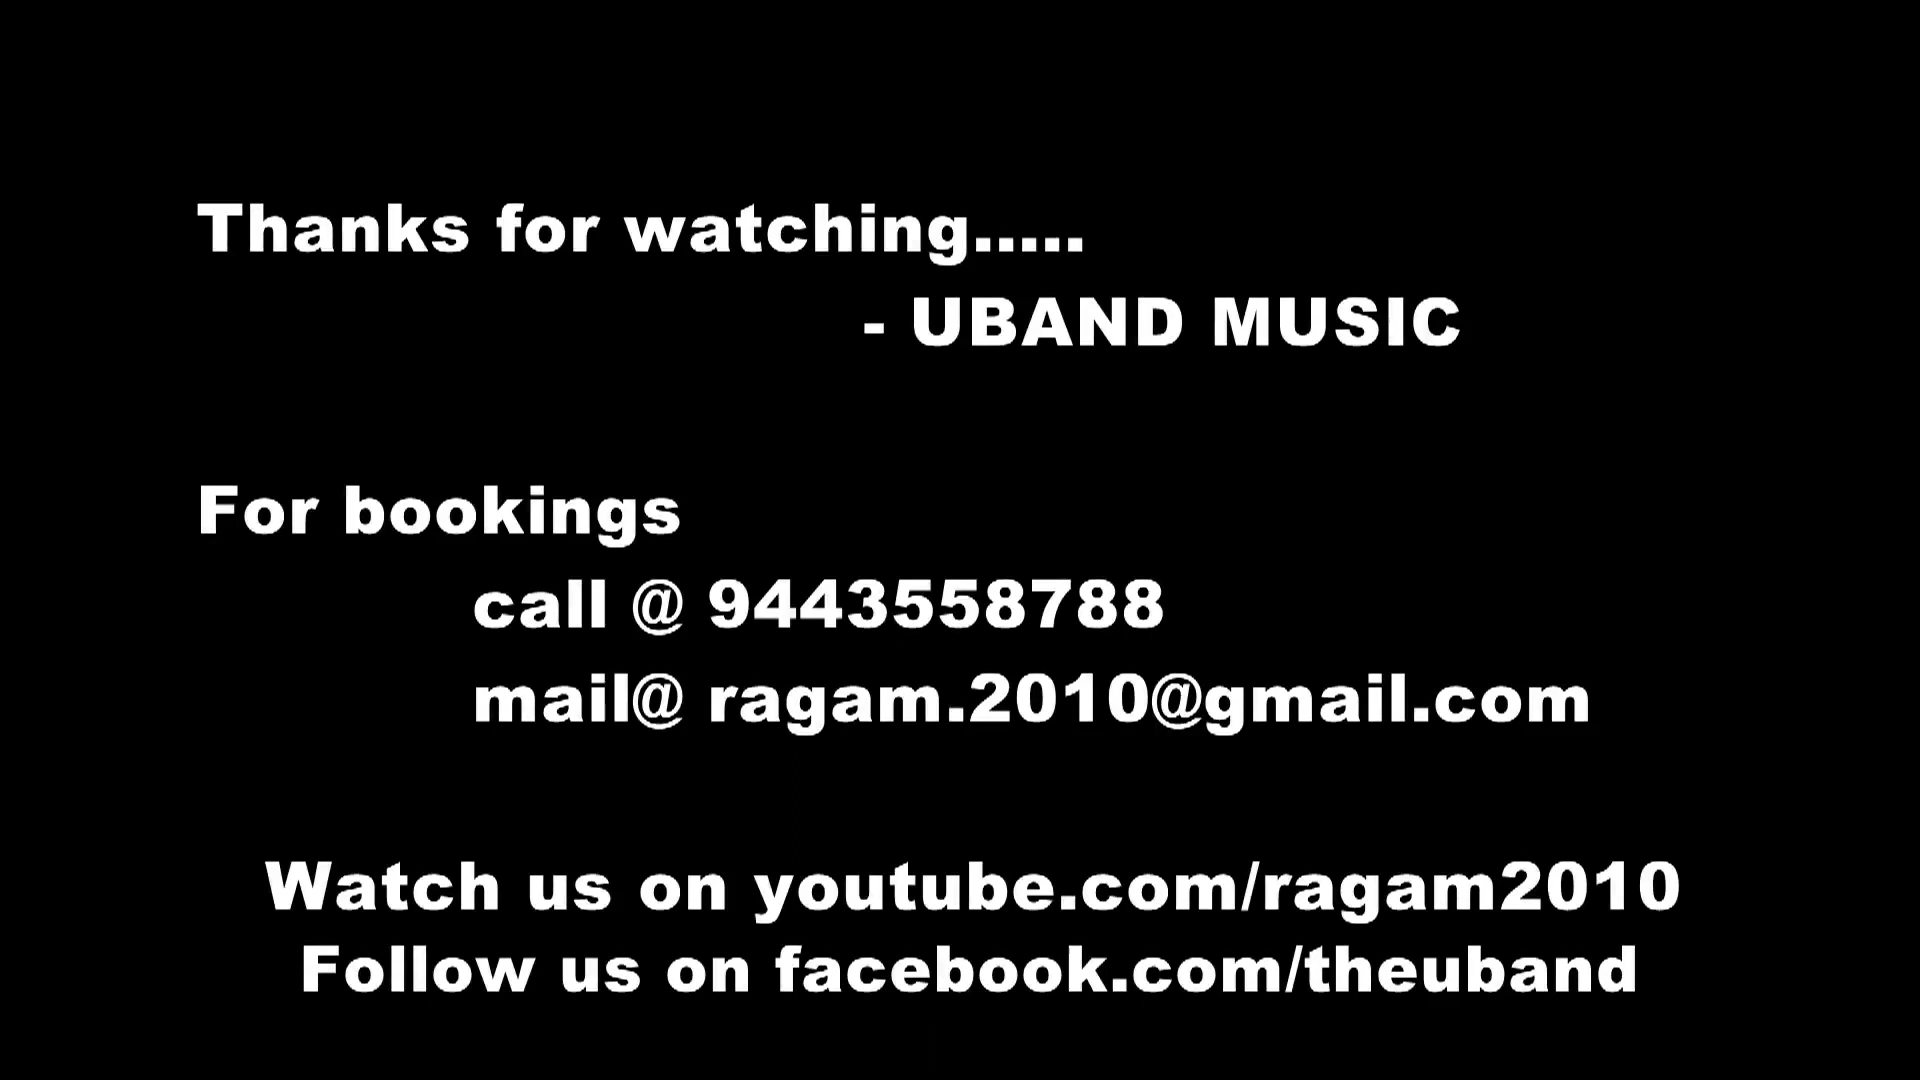 Thanks for watching.....
- UBAND MUSIC
For bookings
call @ 9443558788
mail@ ragam.2010@gmail.com
Watch us on youtube.com/ragam2010
Follow us on facebook.com/theuband